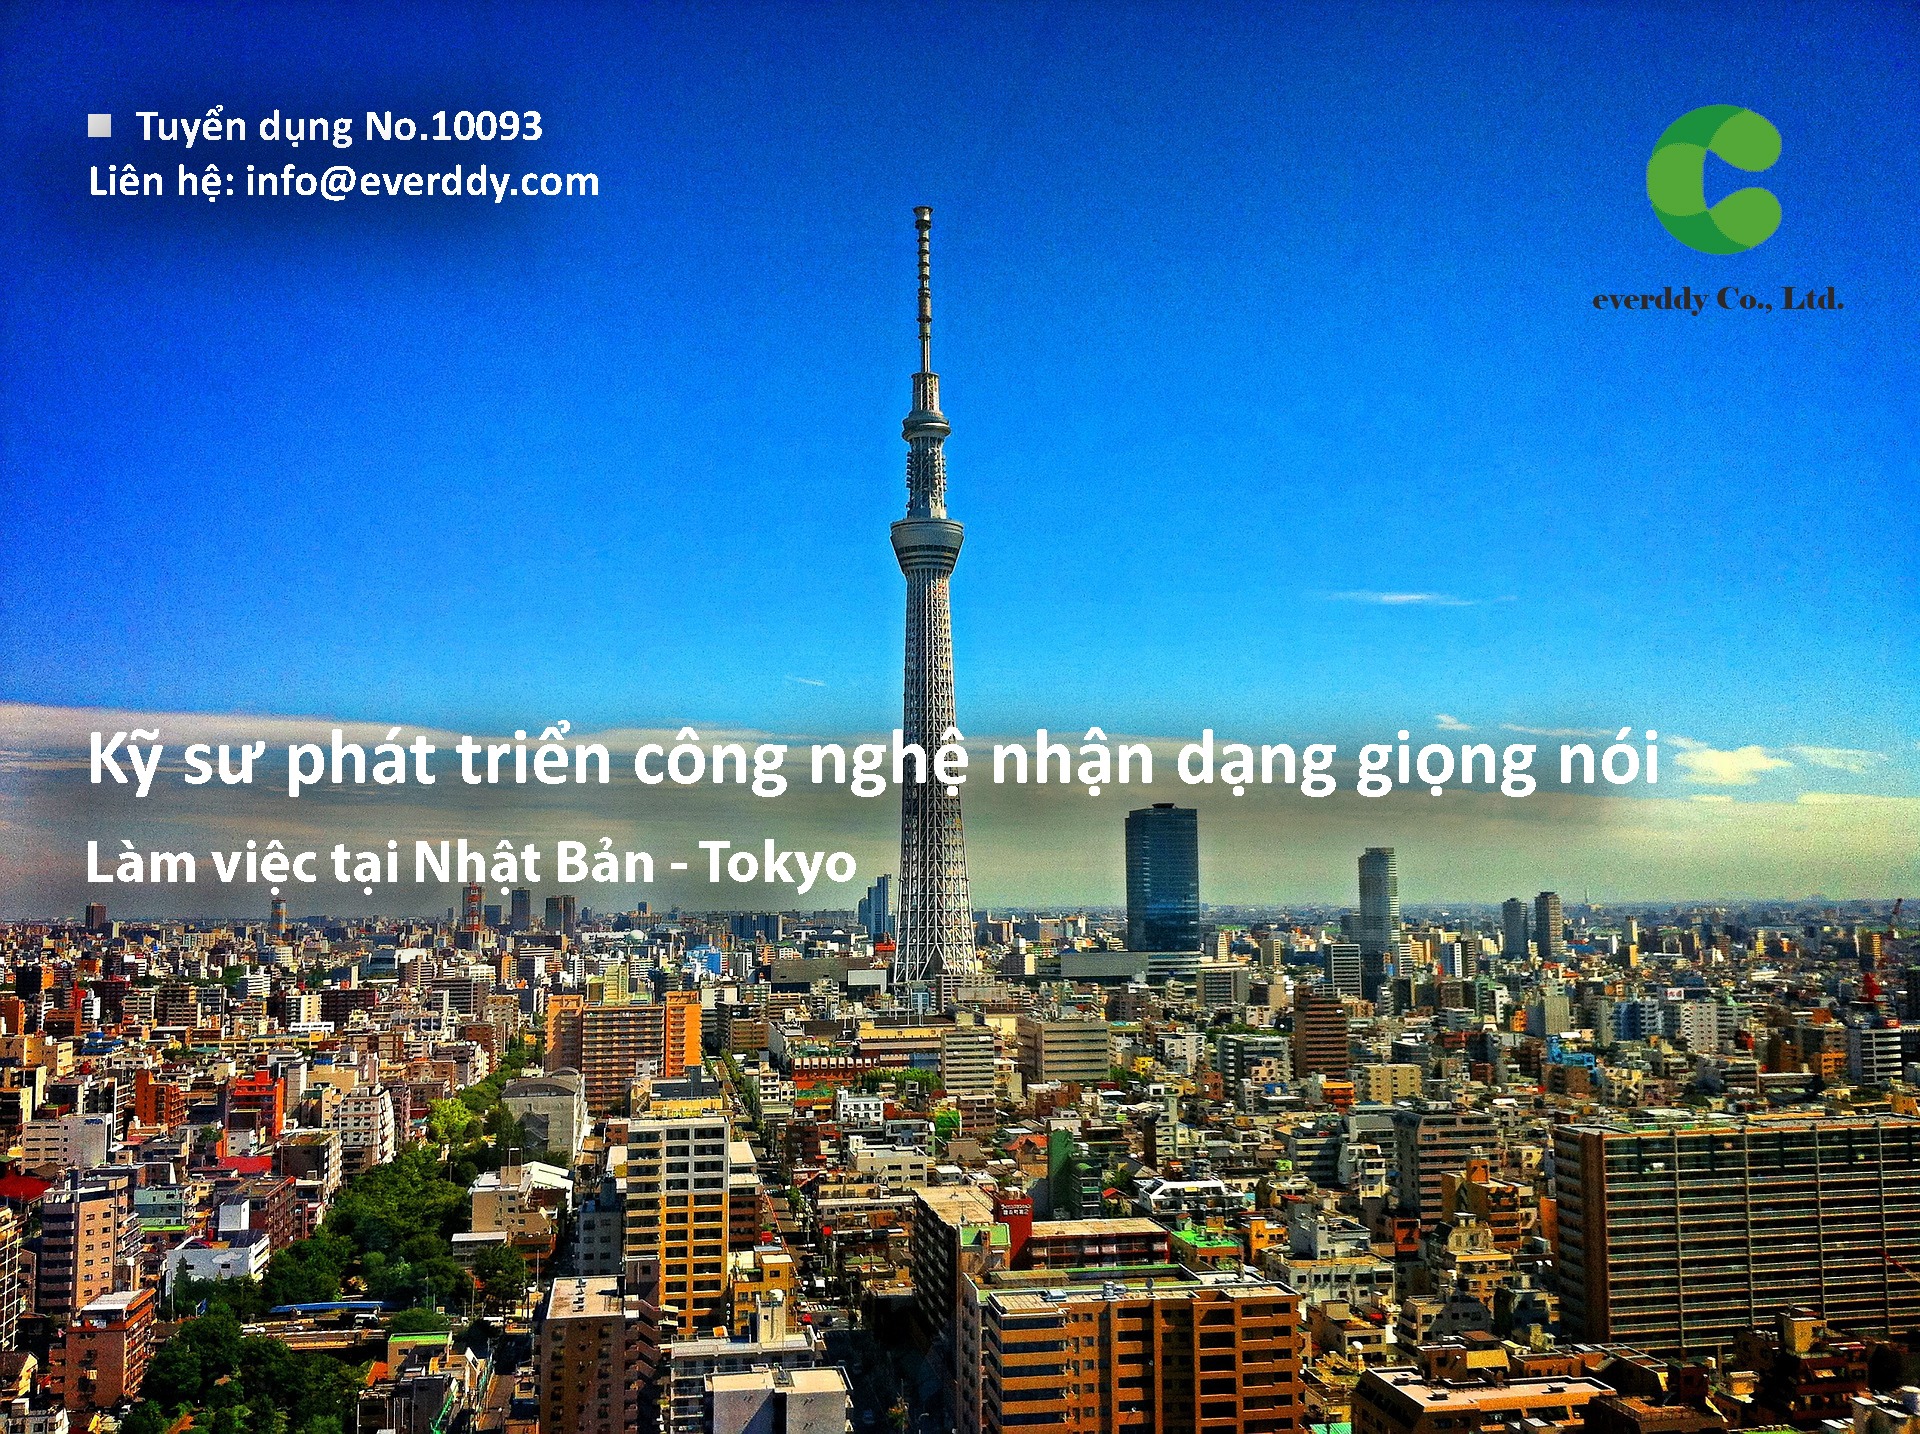 Tuyển dụng No.10093
Liên hệ: info@everddy.com
everddy Co., Ltd.
Kỹ sư phát triển công nghệ nhận dạng giọng nói
Làm việc tại Nhật Bản - Tokyo